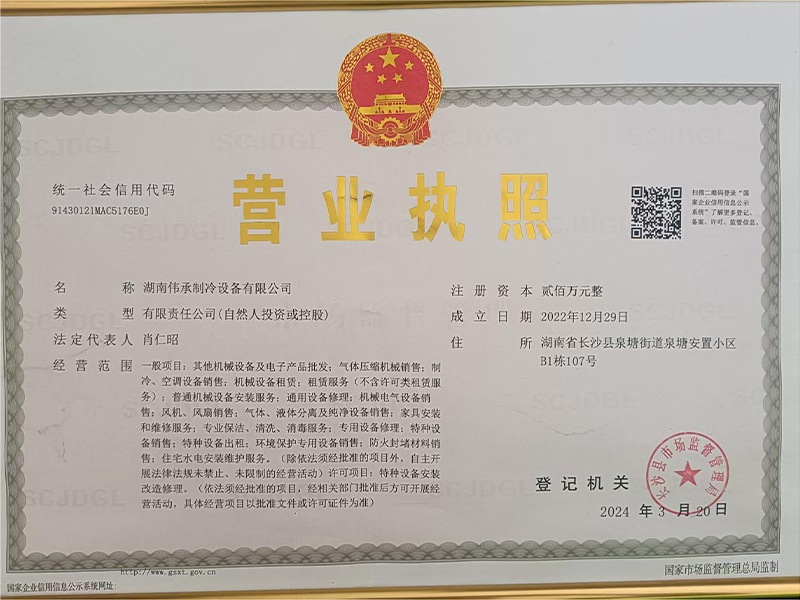 统一社会信用代码
91430121MAC5176E0J
营业执照
扫描二维码登录“国
家企业信用信息公示
系统”了解更多登记、
备案、许可、监管信息。
名 称 湖南伟承制冷设备有限公司
类 型 有限责任公司(自然人投资或控股)
法定代表人 肖仁昭
经营范围 一般项目：其他机械设备及电子产品批发；气体压缩机械销售；制
冷、空调设备销售；机械设备租赁；租赁服务（不含许可类租赁服
务）；普通机械设备安装服务；通用设备修理；机械电气设备销
售；风机、风扇销售；气体、液体分离及纯净设备销售；家具安装
和维修服务；专业保洁、清洗、消毒服务；专用设备修理；特种设
备销售；特种设备出租；环境保护专用设备销售；防火封堵材料销
售；住宅水电安装维护服务。（除依法须经批准的项目外，自主开
展法律法规未禁止、未限制的经营活动）许可项目：特种设备安装
改造修理。（依法须经批准的项目，经相关部门批准后方可开展经
营活动，具体经营项目以批准文件或许可证件为准）
注册资本 贰佰万元整
成立日期 2022年12月29日
住 所 湖南省长沙县泉塘街道泉塘安置小区
B1栋107号
登记机关
长沙县市场监督管理局
2024 年 3 月 20 日
http://www.gsxt.gov.cn
国家企业信用信息公示系统网址:
国家市场监督管理总局监制
SCJDGL